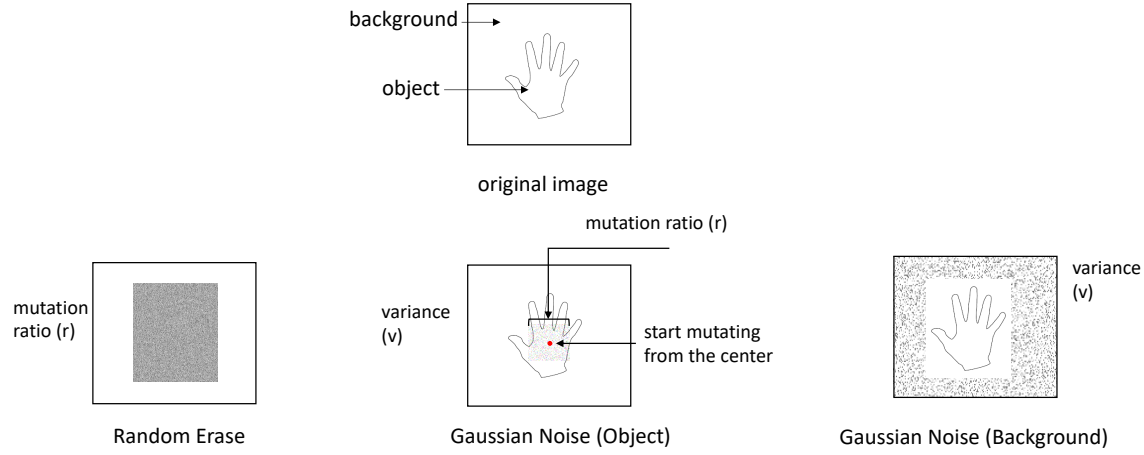 background
object
original image
mutation ratio (r)
mutation
ratio (r)
variance
(v)
start mutating
from the center
variance
(v)
Random Erase
Gaussian Noise (Object)
Gaussian Noise (Background)